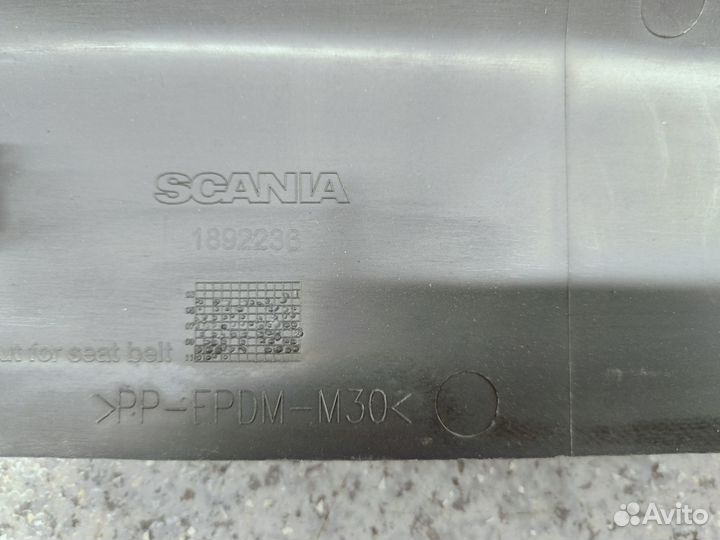 SCANIA
1892236
ut for seat belt
>PP-EPDM-M30<
Avito